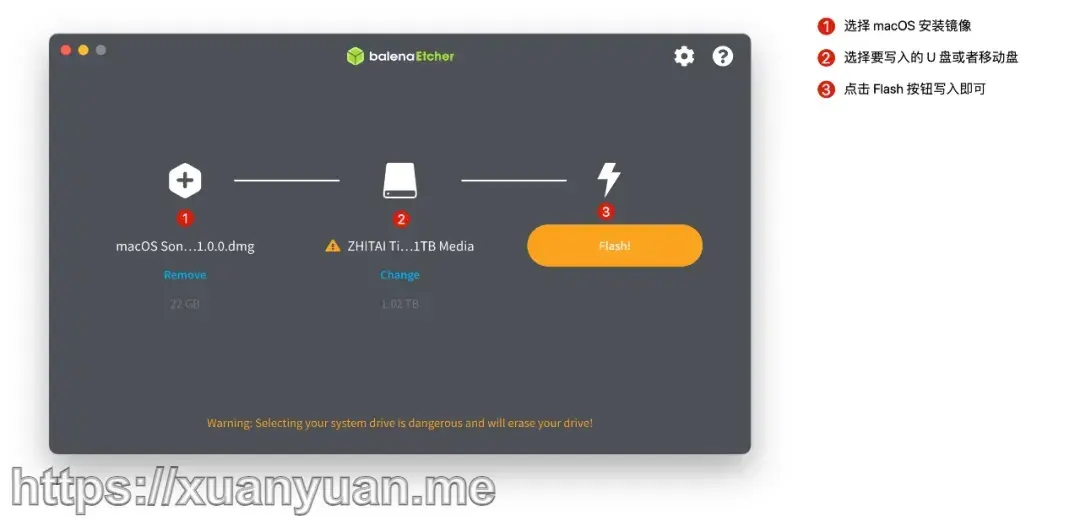 balenaEtcher
1 选择 macOS 安装镜像
2 选择要写入的 U 盘或者移动盘
3 点击 Flash 按钮写入即可
1
2
3
macOS Son...1.0.0.dmg
ZHITAI Ti...1TB Media
Flash!
Remove
Change
22 GB
1.02 TB
Warning: Selecting your system drive is dangerous and will erase your drive!
https://xuanyuan.me